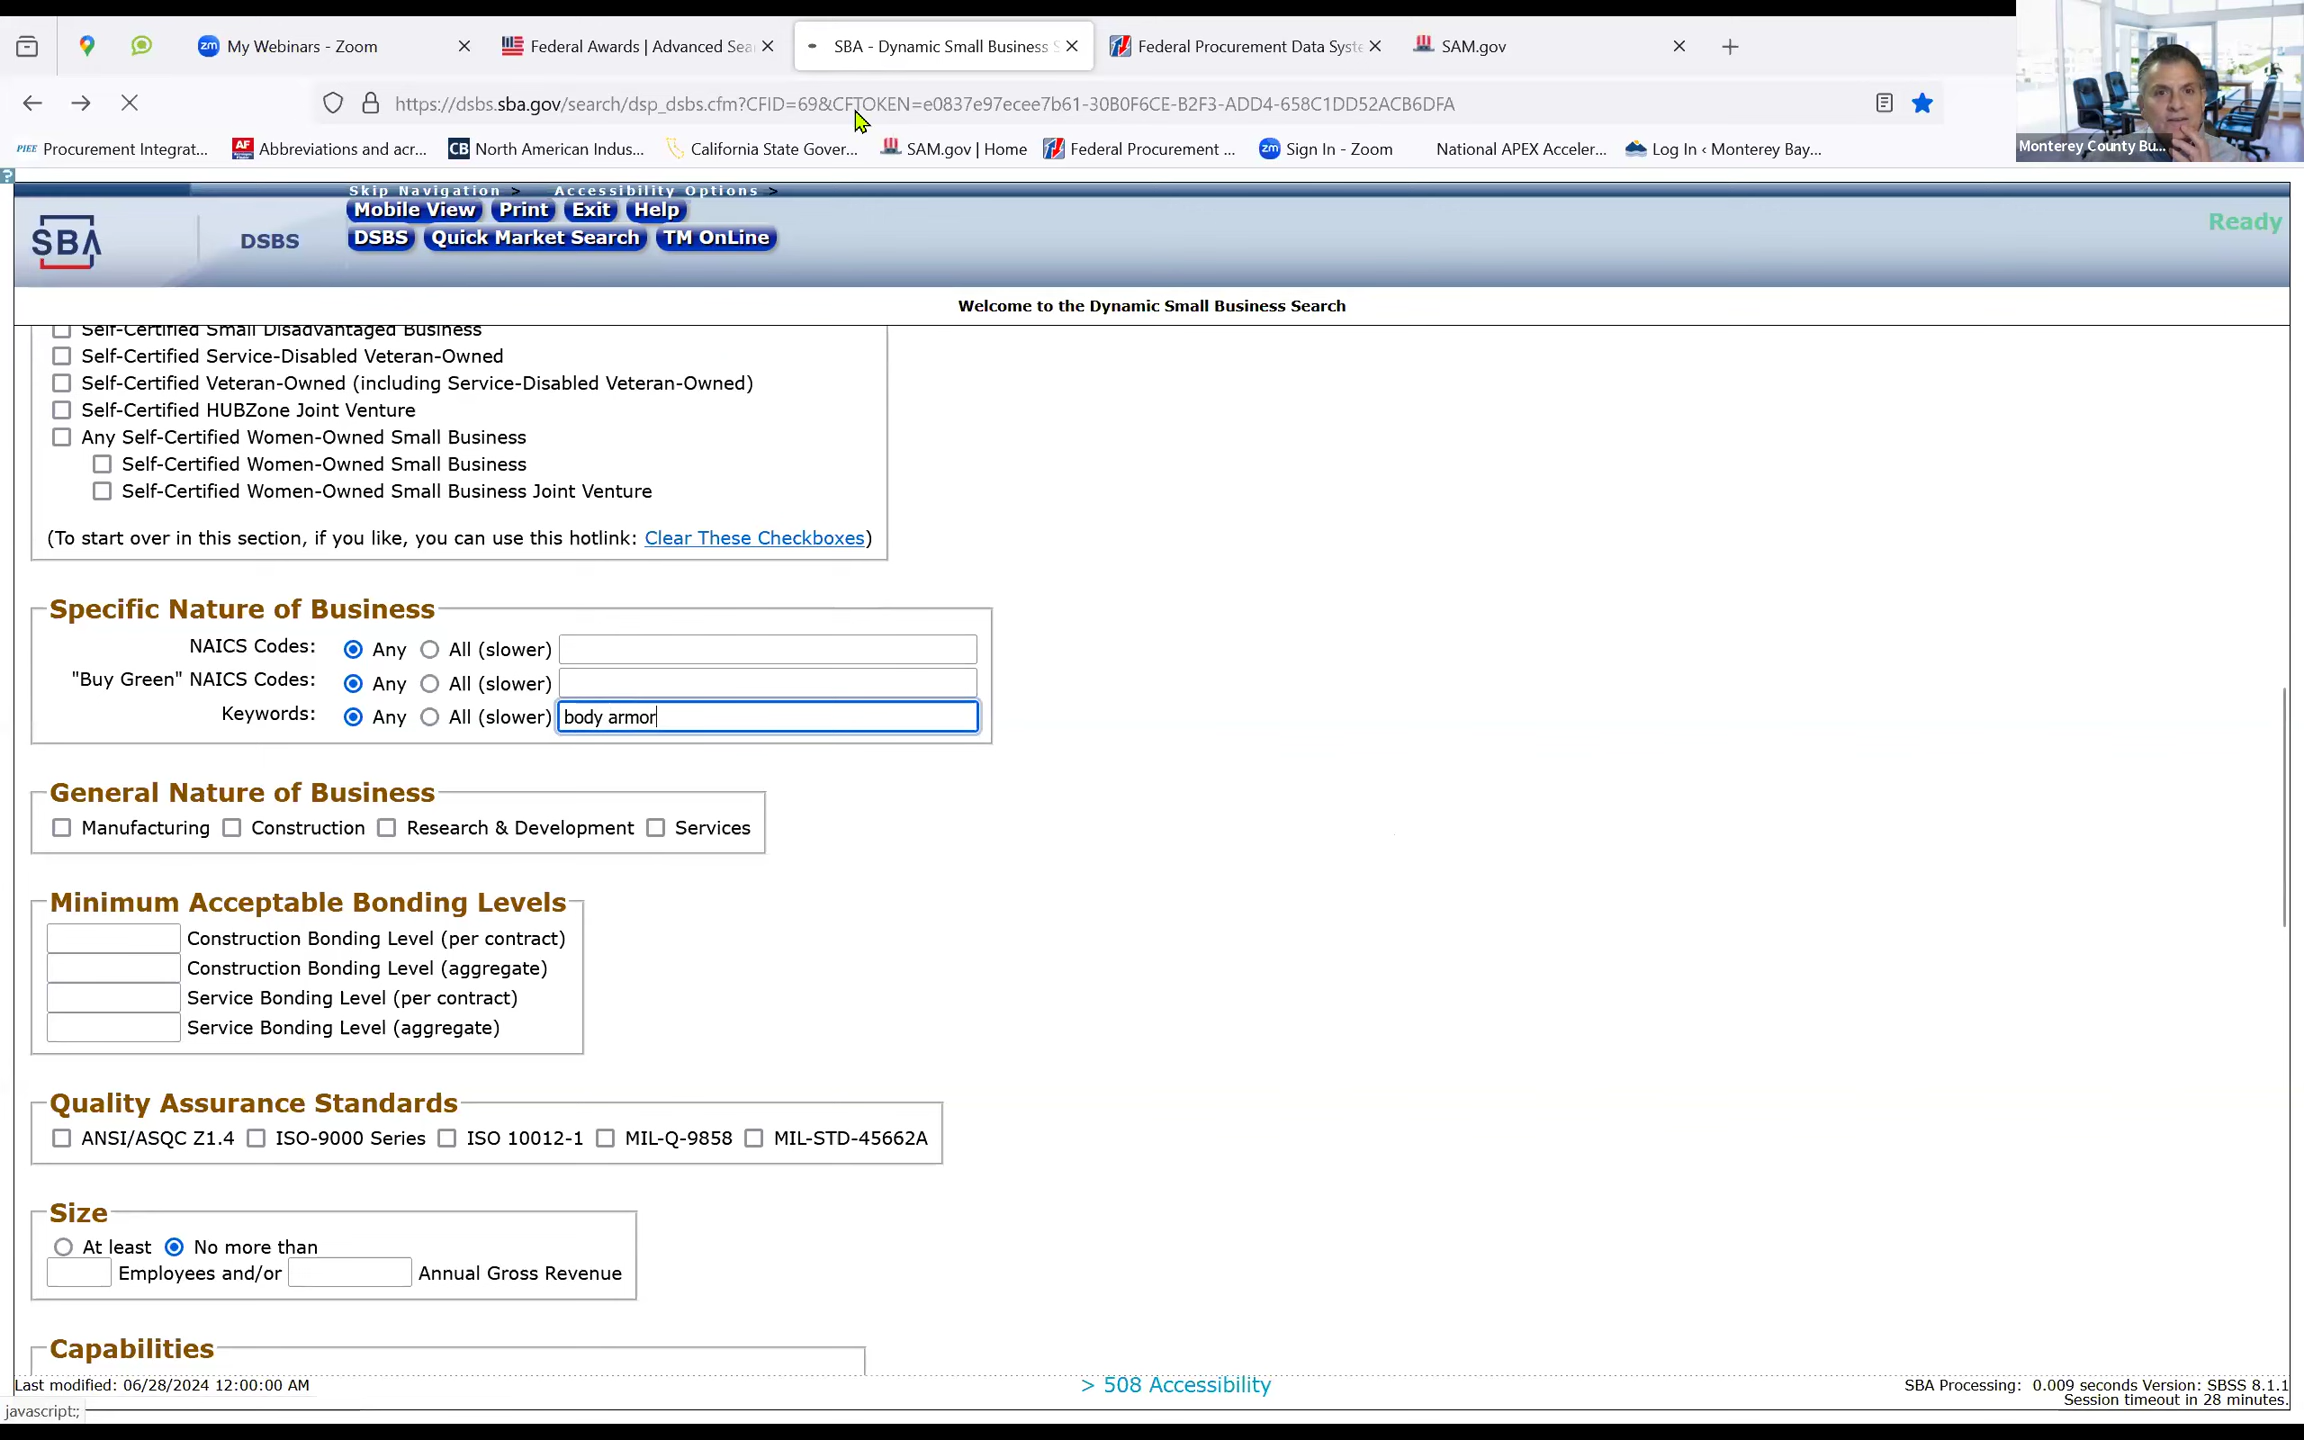 My Webinars - Zoom
Federal Awards | Advanced Sea
SBA - Dynamic Small Business S
Federal Procurement Data Syste
SAM.gov
https://dsbs.sba.gov/search/dsp_dsbs.cfm?CFID=69&CFTOKEN=e0837e97ecee7b61-30B0F6CE-B2F3-ADD4-658C1DD52ACB6DFA
PIEE Procurement Integrat...
AF Abbreviations and acr...
CB North American Indus...
California State Gover...
SAM.gov | Home
Federal Procurement ...
zm Sign In - Zoom
National APEX Acceler...
Log In ‹ Monterey Bay...
Monterey County Bu...
?
Skip Navigation > Accessibility Options >
Mobile View Print Exit Help
DSBS Quick Market Search TM OnLine
SBA
DSBS
Ready
Welcome to the Dynamic Small Business Search
Self-Certified Small Disadvantaged Business
Self-Certified Service-Disabled Veteran-Owned
Self-Certified Veteran-Owned (including Service-Disabled Veteran-Owned)
Self-Certified HUBZone Joint Venture
Any Self-Certified Women-Owned Small Business
Self-Certified Women-Owned Small Business
Self-Certified Women-Owned Small Business Joint Venture
(To start over in this section, if you like, you can use this hotlink: Clear These Checkboxes)
Specific Nature of Business
NAICS Codes: Any All (slower)
"Buy Green" NAICS Codes: Any All (slower)
Keywords: Any All (slower) body armor
General Nature of Business
Manufacturing Construction Research & Development Services
Minimum Acceptable Bonding Levels
Construction Bonding Level (per contract)
Construction Bonding Level (aggregate)
Service Bonding Level (per contract)
Service Bonding Level (aggregate)
Quality Assurance Standards
ANSI/ASQC Z1.4 ISO-9000 Series ISO 10012-1 MIL-Q-9858 MIL-STD-45662A
Size
At least No more than
Employees and/or Annual Gross Revenue
Capabilities
Last modified: 06/28/2024 12:00:00 AM
> 508 Accessibility
SBA Processing: 0.009 seconds Version: SBSS 8.1.1
Session timeout in 28 minutes.
javascript:;